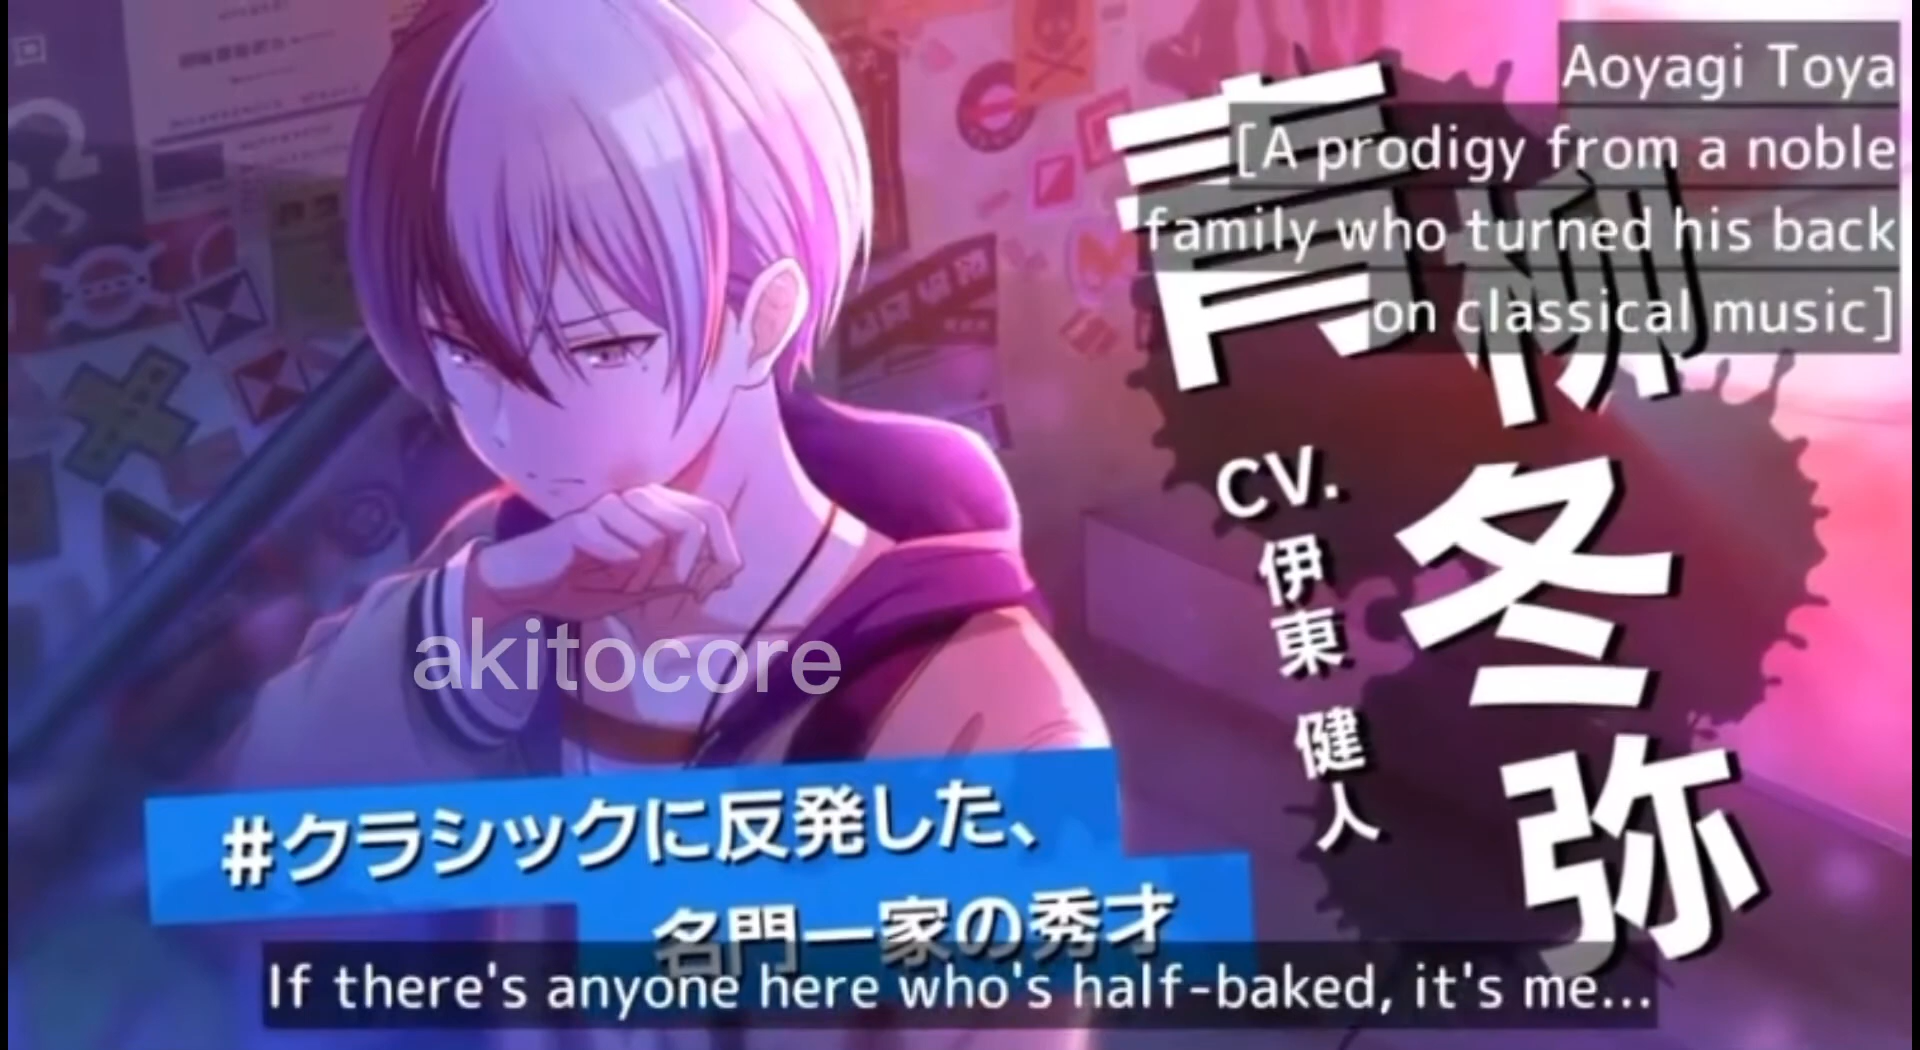 Aoyagi Toya
[A prodigy from a noble
family who turned his back
on classical music]
青柳冬弥
CV.伊東 健人
akitocore
#クラシックに反発した、
名門一家の秀才
If there's anyone here who's half-baked, it's me...